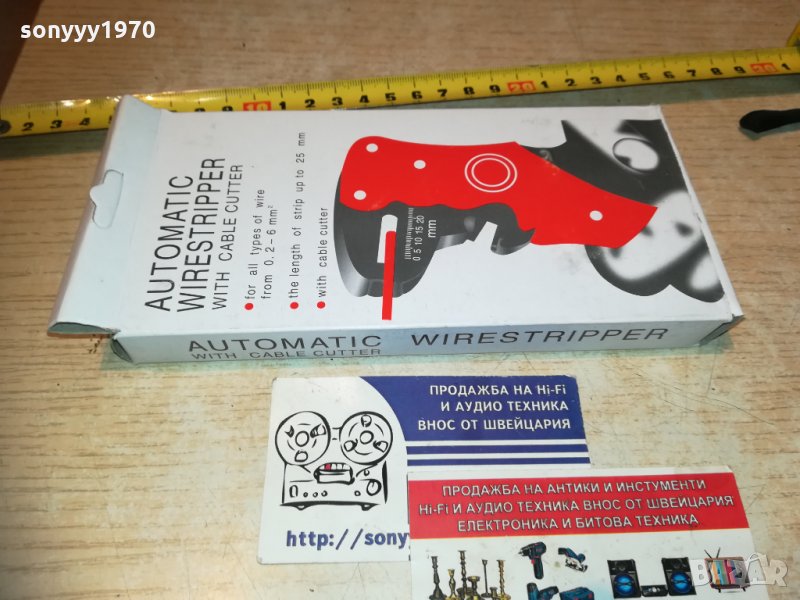 sonyyy1970
AUTOMATIC
WIRESTRIPPER
WITH CABLE CUTTER
for all types of wire
from 0.2-6 mm²
the length of strip up to 25 mm
with cable cutter
0 5 10 15 20
mm
AUTOMATIC WIRESTRIPPER
WITH CABLE CUTTER
ПРОДАЖБА НА Hi-Fi
И АУДИО ТЕХНИКА
ВНОС ОТ ШВЕЙЦАРИЯ
http://sony
ПРОДАЖБА НА АНТИКИ И ИНСТУМЕНТИ
Hi-Fi И АУДИО ТЕХНИКА ВНОС ОТ ШВЕЙЦАРИЯ
ЕЛЕКТРОНИКА И БИТОВА ТЕХНИКА
BAZAR